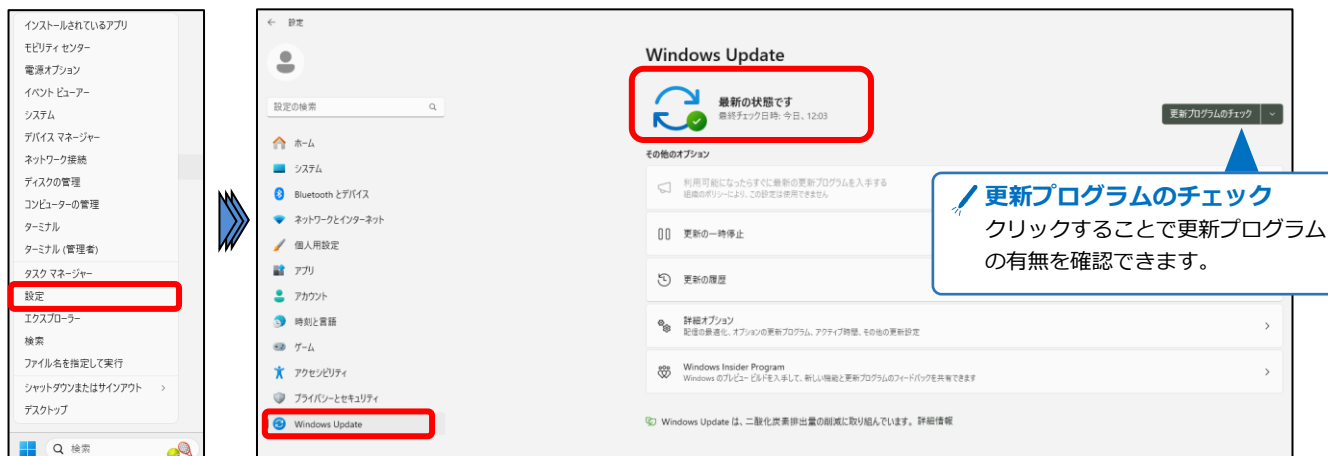 インストールされているアプリ
モビリティ センター
電源オプション
イベント ビューアー
システム
デバイス マネージャー
ネットワーク接続
ディスクの管理
コンピューターの管理
ターミナル
ターミナル (管理者)
タスク マネージャー
設定
エクスプローラー
検索
ファイル名を指定して実行
シャットダウンまたはサインアウト
デスクトップ
検索
設定
設定の検索
ホーム
システム
Bluetooth とデバイス
ネットワークとインターネット
個人用設定
アプリ
アカウント
時刻と言語
ゲーム
アクセシビリティ
プライバシーとセキュリティ
Windows Update
Windows Update
最新の状態です
最終チェック日時: 今日、12:03
更新プログラムのチェック
その他のオプション
利用可能になったらすぐに最新の更新プログラムを入手する
組織のポリシーにより、この設定は使用できません
更新の一時停止
更新の履歴
詳細オプション
配信の最適化、オプションの更新プログラム、アクティブ時間、その他の更新設定
Windows Insider Program
Windows のプレビュー ビルドを入手して、新しい機能と更新プログラムのフィードバックを共有できます
Windows Update は、二酸化炭素排出量の削減に取り組んでいます。詳細情報
更新プログラムのチェック
クリックすることで更新プログラム
の有無を確認できます。